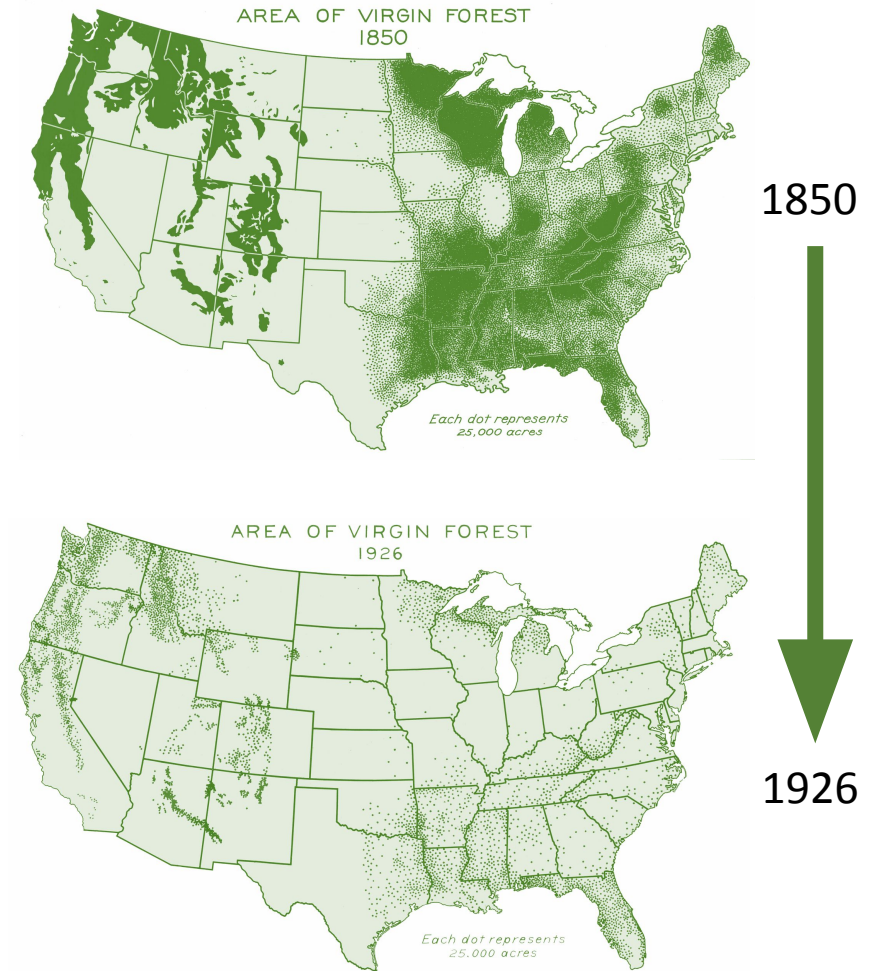 AREA OF VIRGIN FOREST
1850
Each dot represents
25,000 acres
1850
AREA OF VIRGIN FOREST
1926
Each dot represents
25.000 acres
1926